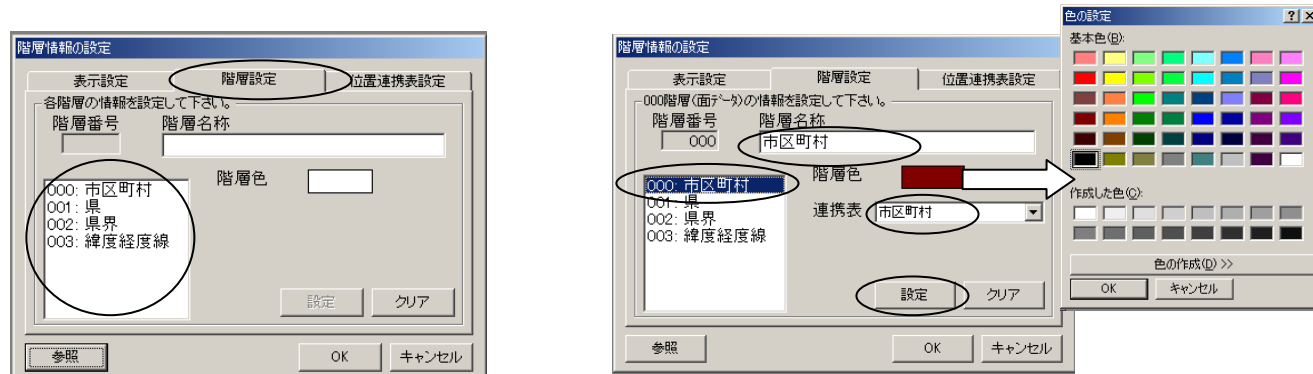 階層情報の設定
表示設定 階層設定 位置連携表設定
各階層の情報を設定して下さい。
階層番号 階層名称
階層色
000: 市区町村
001: 県
002: 県界
003: 緯度経度線
設定 クリア
参照 OK キャンセル
階層情報の設定
表示設定 階層設定 位置連携表設定
000階層(面データ)の情報を設定して下さい。
階層番号 階層名称
000 市区町村
階層色
000: 市区町村
001: 県
002: 県界
003: 緯度経度線
連携表 市区町村
設定 クリア
参照 OK キャンセル
色の設定
基本色(B):
作成した色(C):
色の作成(D) >>
OK キャンセル